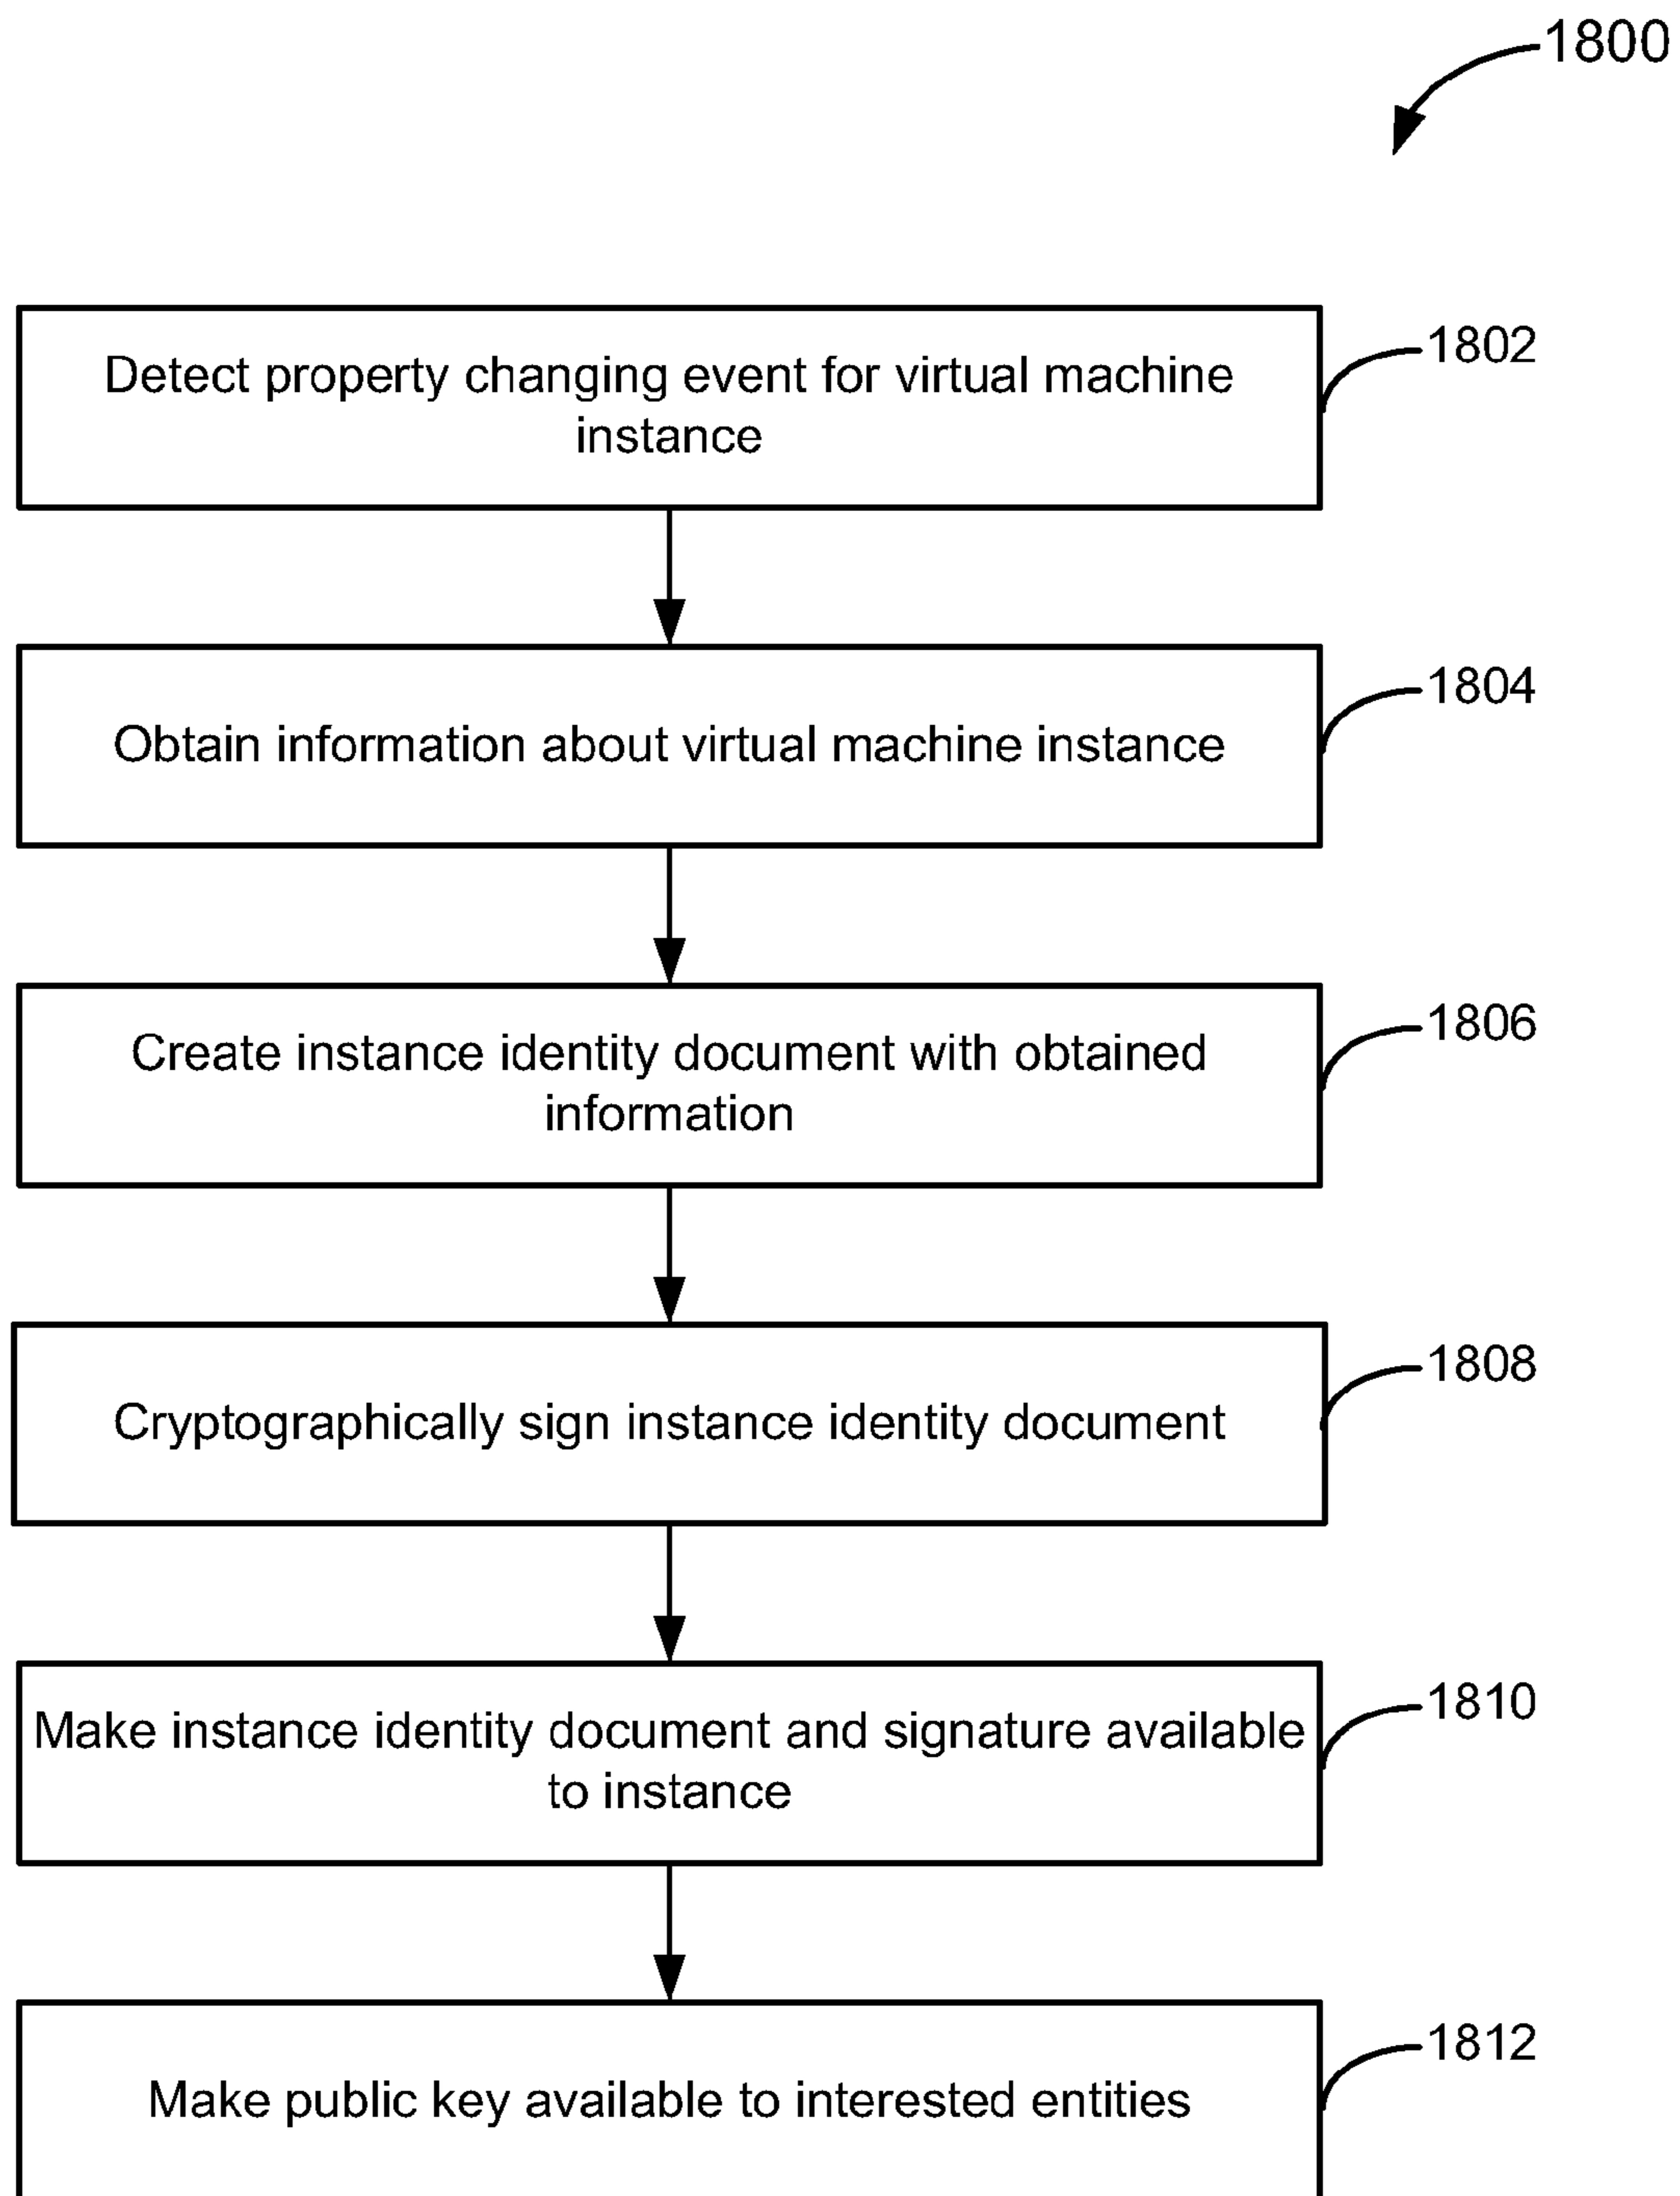 1800
Detect property changing event for virtual machine
instance
1802
Obtain information about virtual machine instance
1804
Create instance identity document with obtained
information
1806
Cryptographically sign instance identity document
1808
Make instance identity document and signature available
to instance
1810
Make public key available to interested entities
1812